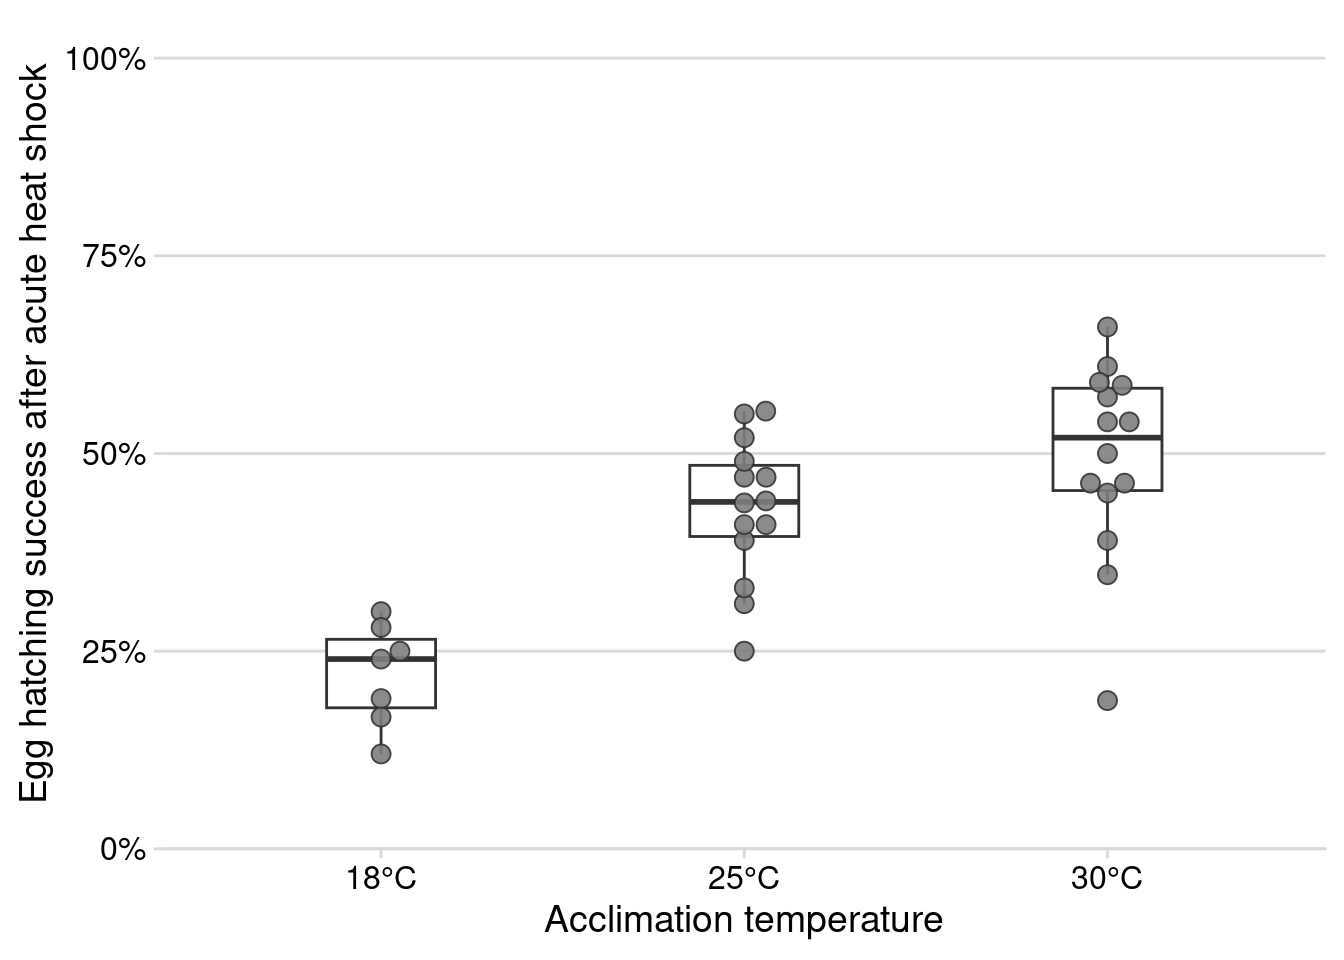 Egg hatching success after acute heat shock
100%
75%
50%
25%
0%
18°C 25°C 30°C
Acclimation temperature